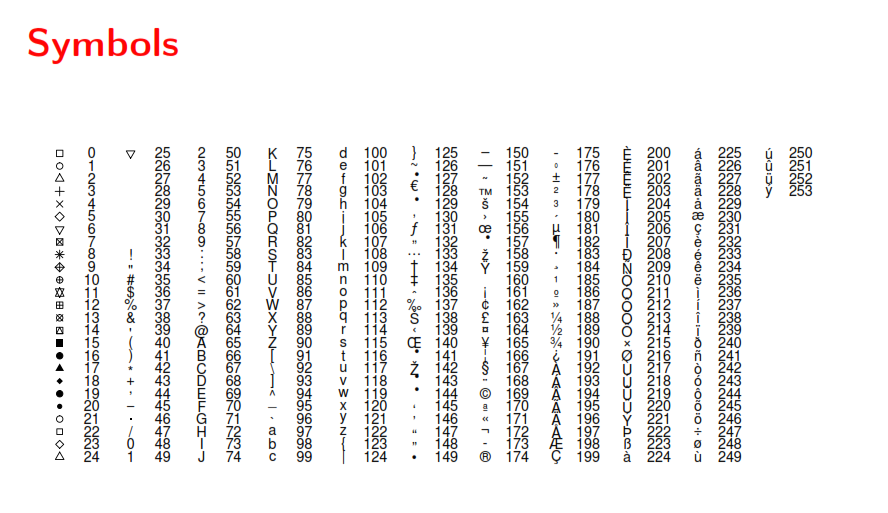 Symbols
□ 0 ▽ 25 2 50 K 75 d 100 } 125 – 150 - 175 È 200 á 225 ú 250
○ 1 26 3 51 L 76 e 101 ~ 126 — 151 ° 176 É 201 â 226 û 251
△ 2 27 4 52 M 77 f 102 • 127 ˜ 152 ± 177 Ê 202 ã 227 ü 252
+ 3 28 5 53 N 78 g 103 € 128 ™ 153 ² 178 Ë 203 ä 228 ý 253
× 4 29 6 54 O 79 h 104 • 129 š 154 ³ 179 Ì 204 å 229
◇ 5 30 7 55 P 80 i 105 ‚ 130 › 155 ´ 180 Í 205 æ 230
▽ 6 31 8 56 Q 81 j 106 ƒ 131 œ 156 µ 181 Î 206 ç 231
⊠ 7 32 9 57 R 82 k 107 „ 132 • 157 ¶ 182 Ï 207 è 232
✳ 8 ! 33 : 58 S 83 l 108 … 133 ž 158 · 183 Ð 208 é 233
9 " 34 ; 59 T 84 m 109 † 134 Ÿ 159 ¸ 184 Ñ 209 ê 234
⊕ 10 # 35 < 60 U 85 n 110 ‡ 135 160 ¹ 185 Ò 210 ë 235
✡ 11 $ 36 = 61 V 86 o 111 ˆ 136 ¡ 161 º 186 Ó 211 ì 236
⊞ 12 % 37 > 62 W 87 p 112 ‰ 137 ¢ 162 » 187 Ô 212 í 237
13 & 38 ? 63 X 88 q 113 Š 138 £ 163 ¼ 188 Õ 213 î 238
14 ' 39 @ 64 Y 89 r 114 ‹ 139 ¤ 164 ½ 189 Ö 214 ï 239
■ 15 ( 40 A 65 Z 90 s 115 Œ 140 ¥ 165 ¾ 190 × 215 ð 240
● 16 ) 41 B 66 [ 91 t 116 • 141 ¦ 166 ¿ 191 Ø 216 ñ 241
▲ 17 * 42 C 67 \ 92 u 117 Ž 142 § 167 À 192 Ù 217 ò 242
◆ 18 + 43 D 68 ] 93 v 118 • 143 ¨ 168 Á 193 Ú 218 ó 243
● 19 , 44 E 69 ^ 94 w 119 • 144 © 169 Â 194 Û 219 ô 244
• 20 – 45 F 70 _ 95 x 120 ‘ 145 ª 170 Ã 195 Ü 220 õ 245
○ 21 . 46 G 71 ` 96 y 121 ’ 146 « 171 Ä 196 Ý 221 ö 246
□ 22 / 47 H 72 a 97 z 122 “ 147 ¬ 172 Å 197 Þ 222 ÷ 247
◇ 23 0 48 I 73 b 98 { 123 ” 148 - 173 Æ 198 ß 223 ø 248
△ 24 1 49 J 74 c 99 | 124 • 149 ® 174 Ç 199 à 224 ù 249